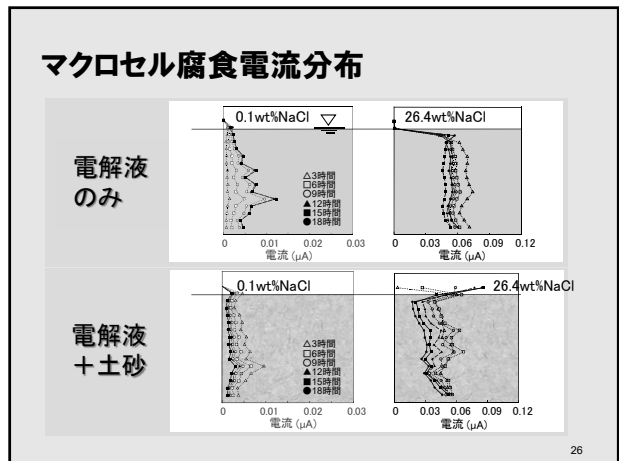 マクロセル腐食電流分布
電解液
のみ
0.1wt%NaCl
△3時間
□6時間
○9時間
▲12時間
■15時間
●18時間
0 0.01 0.02 0.03
電流 (μA)
26.4wt%NaCl
0 0.03 0.06 0.09 0.12
電流 (μA)
電解液
+土砂
0.1wt%NaCl
△3時間
□6時間
○9時間
▲12時間
■15時間
●18時間
0 0.01 0.02 0.03
電流 (μA)
26.4wt%NaCl
0 0.03 0.06 0.09 0.12
電流 (μA)
26